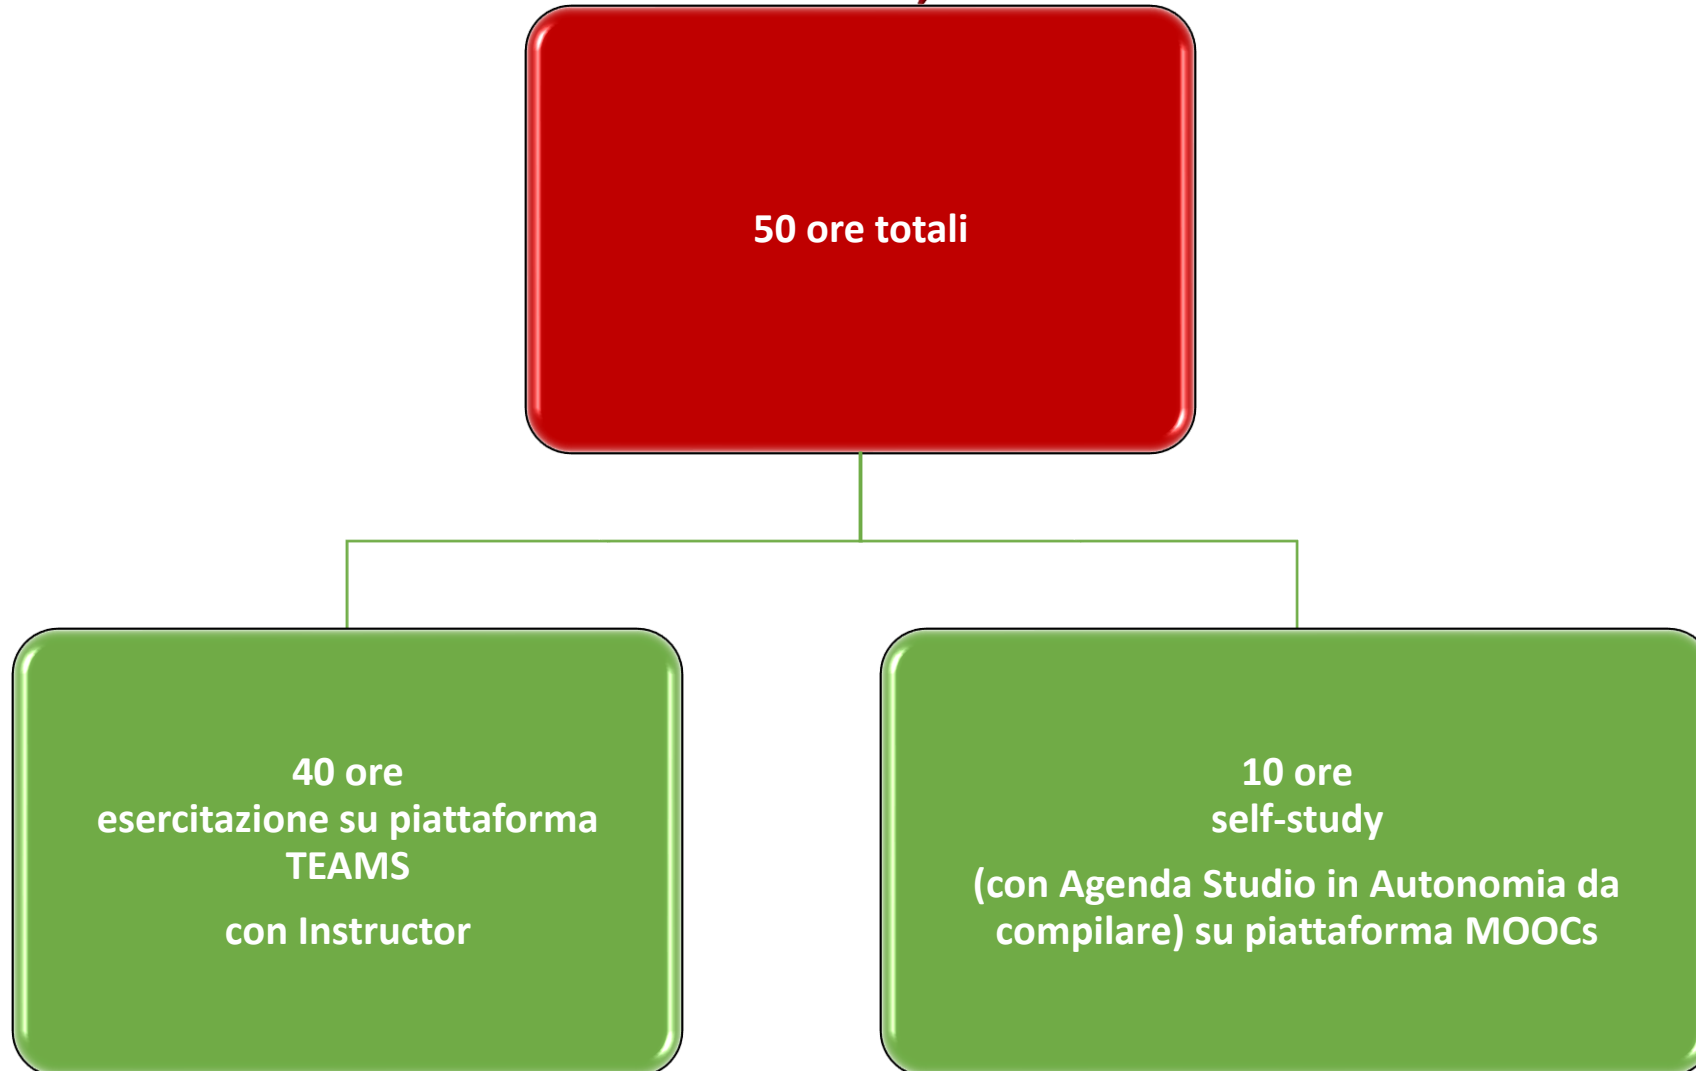 50 ore totali
40 ore
esercitazione su piattaforma
TEAMS
con Instructor
10 ore
self-study
(con Agenda Studio in Autonomia da
compilare) su piattaforma MOOCs